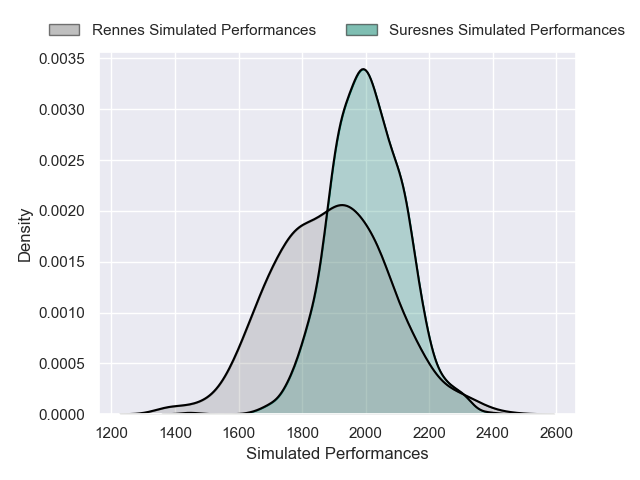 Rennes Simulated Performances Suresnes Simulated Performances
0.0035
0.0030
0.0025
0.0020
0.0015
0.0010
0.0005
0.0000
Density
1200 1400 1600 1800 2000 2200 2400 2600
Simulated Performances